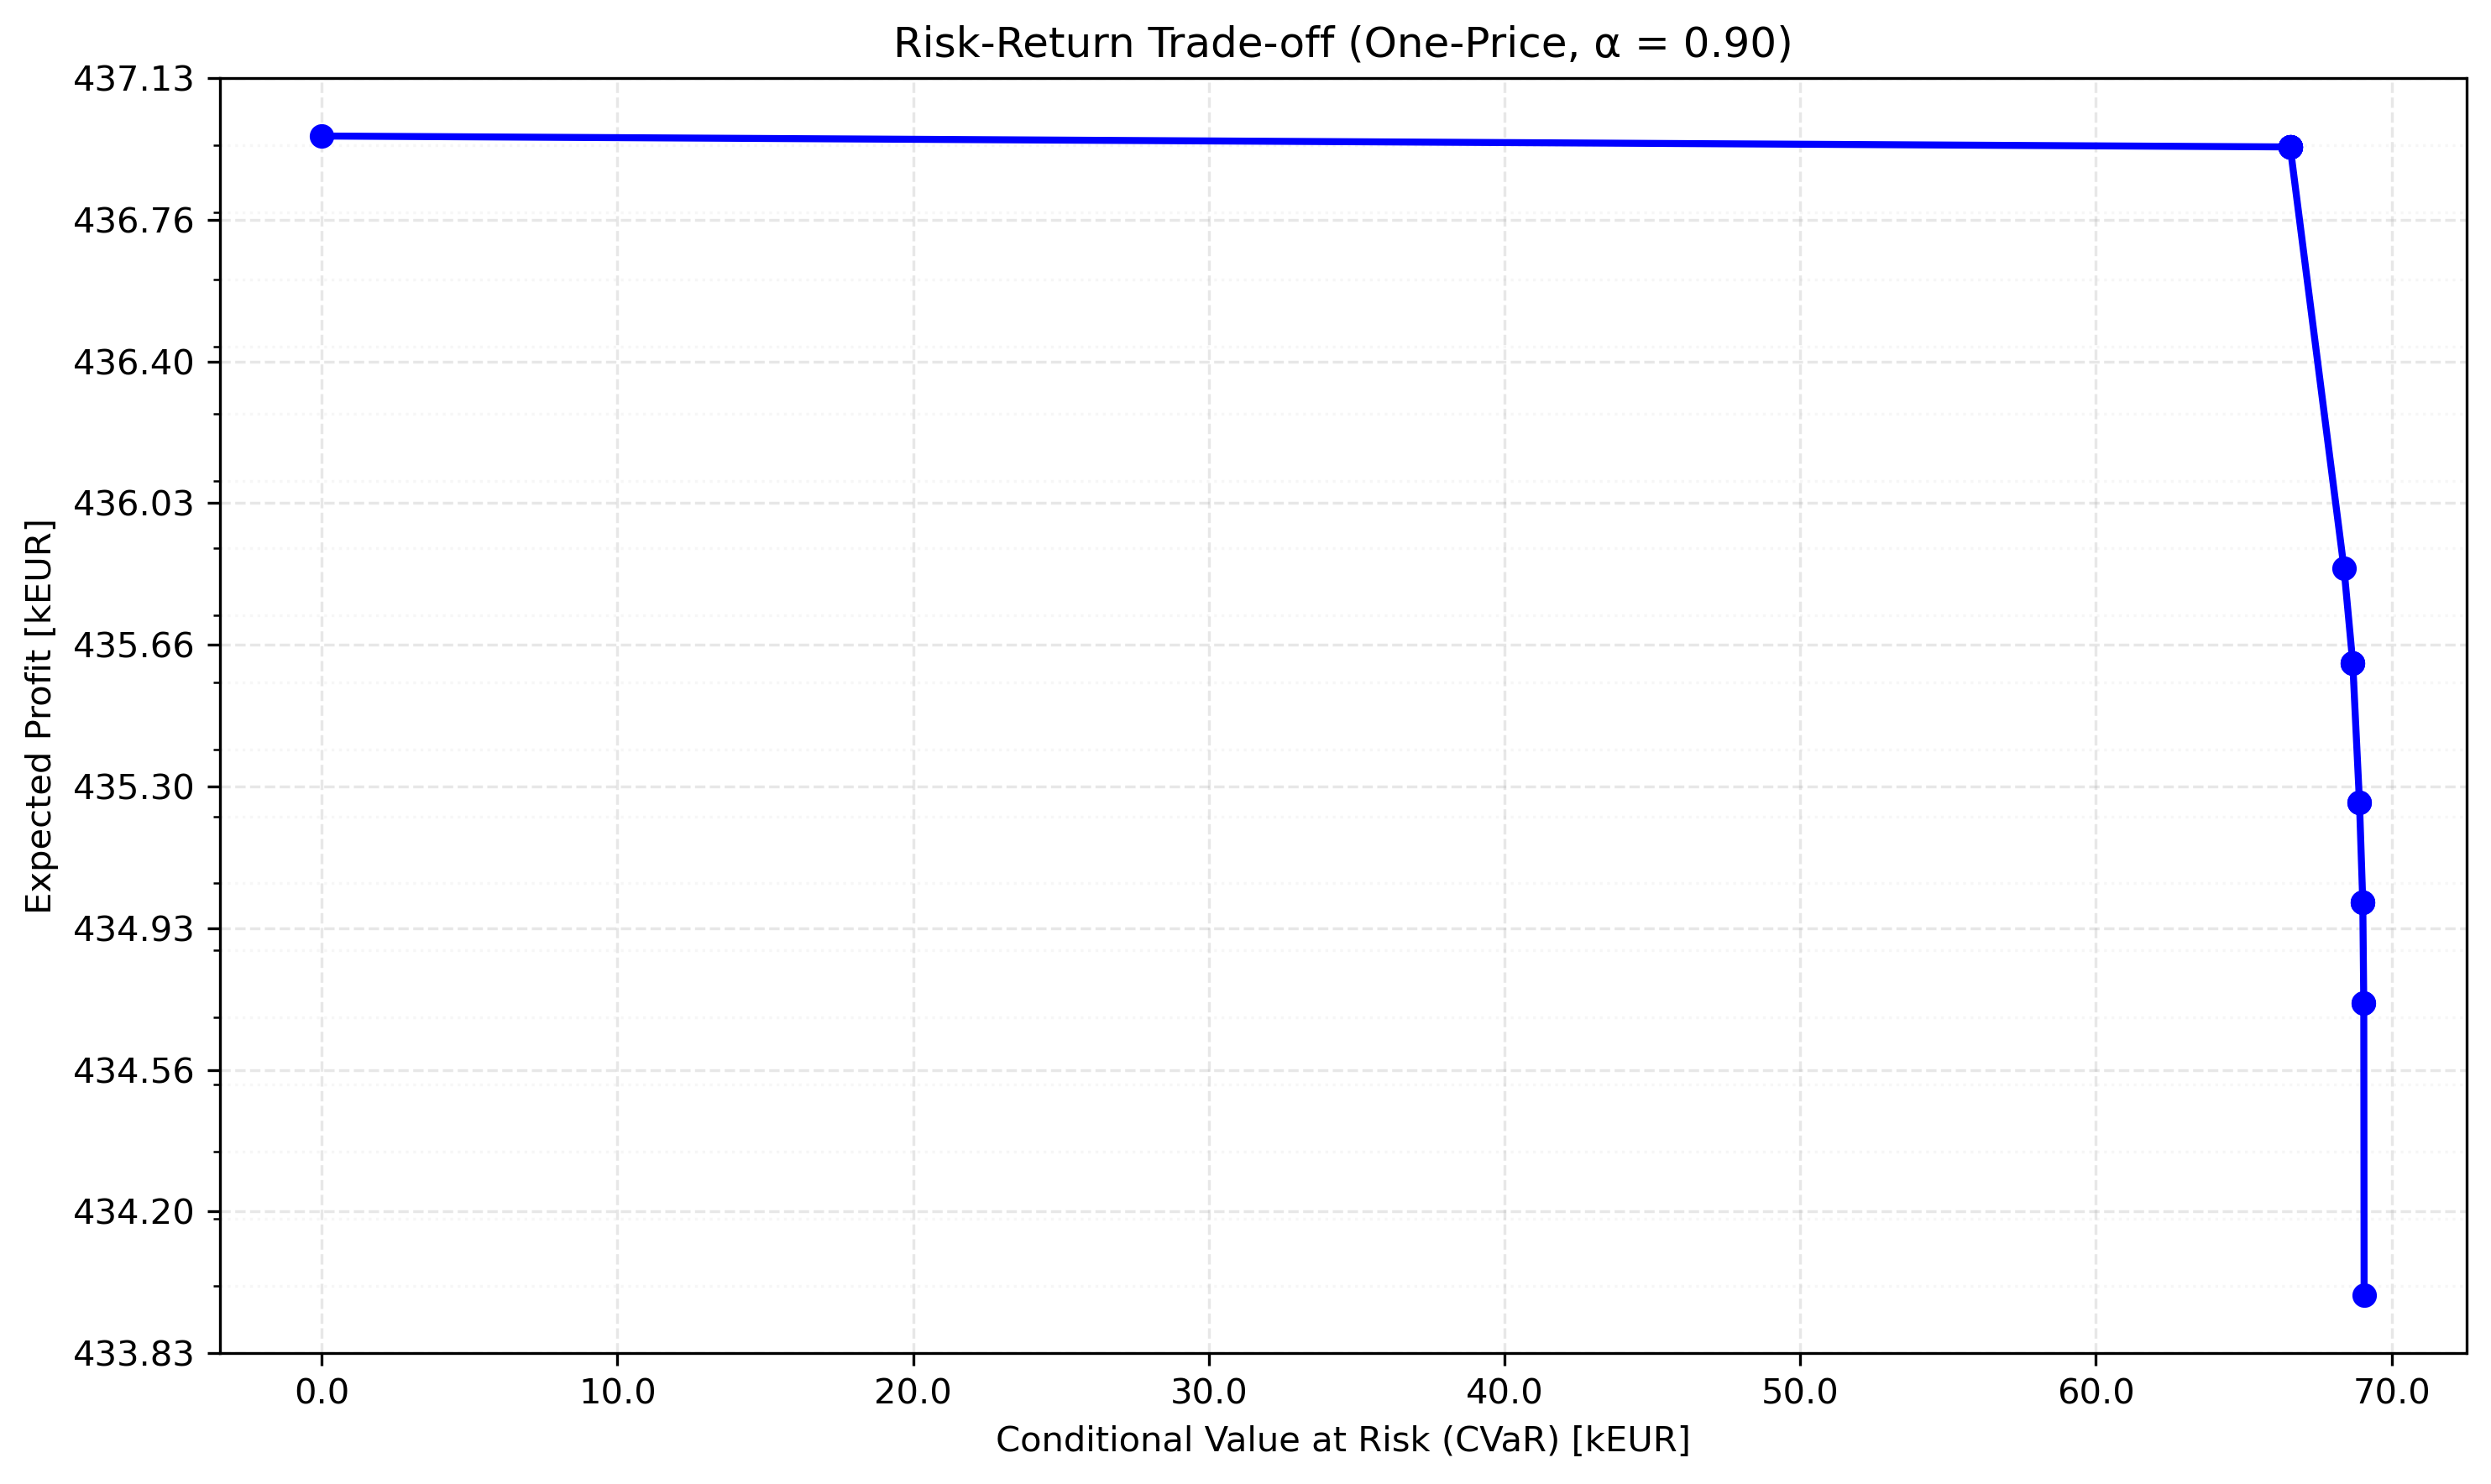 Risk-Return Trade-off (One-Price, α = 0.90)
437.13
436.76
436.40
436.03
435.66
435.30
434.93
434.56
434.20
433.83
Expected Profit [kEUR]
0.0 10.0 20.0 30.0 40.0 50.0 60.0 70.0
Conditional Value at Risk (CVaR) [kEUR]